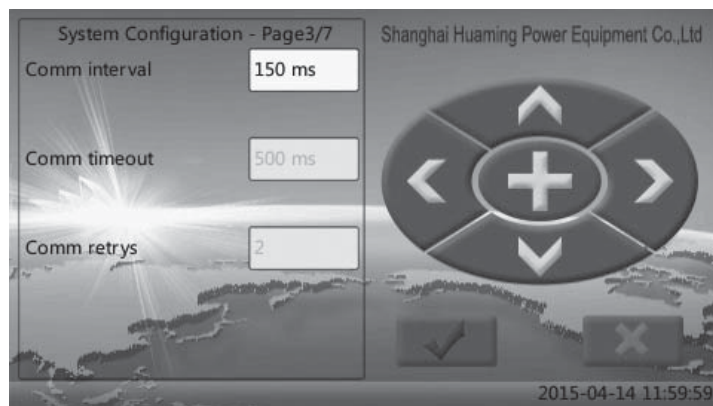 System Configuration - Page3/7
Shanghai Huaming Power Equipment Co.,Ltd
Comm interval
150 ms
Comm timeout
500 ms
Comm retrys
2
2015-04-14 11:59:59